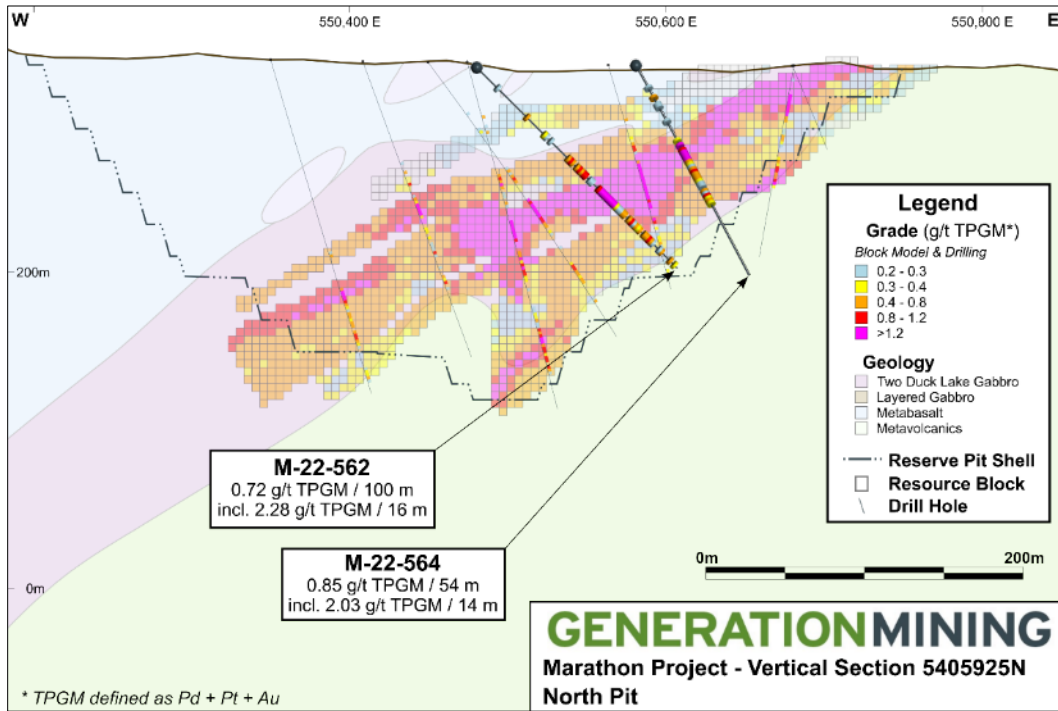 W
550,400 E
550,600 E
550,800 E
E
200m
0m
Legend
Grade (g/t TPGM*)
Block Model & Drilling
0.2 - 0.3
0.3 - 0.4
0.4 - 0.8
0.8 - 1.2
>1.2
Geology
Two Duck Lake Gabbro
Layered Gabbro
Metabasalt
Metavolcanics
Reserve Pit Shell
Resource Block
Drill Hole
M-22-562
0.72 g/t TPGM / 100 m
incl. 2.28 g/t TPGM / 16 m
M-22-564
0.85 g/t TPGM / 54 m
incl. 2.03 g/t TPGM / 14 m
0m
200m
GENERATIONMINING
Marathon Project - Vertical Section 5405925N
North Pit
* TPGM defined as Pd + Pt + Au